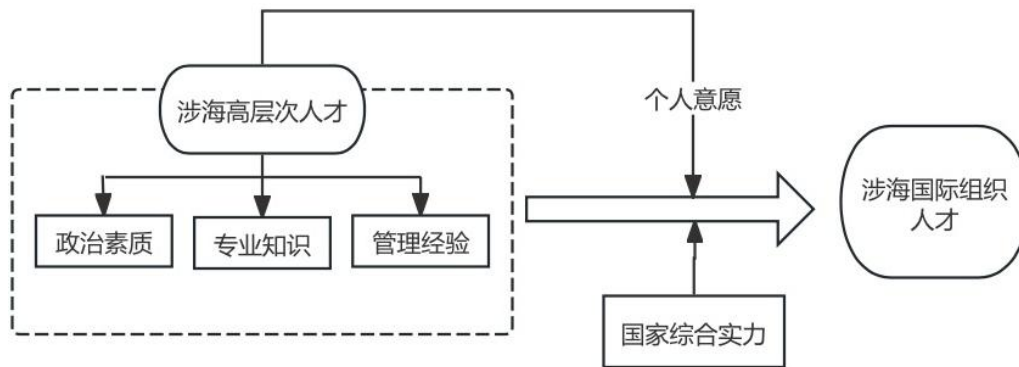 涉海高层次人才
个人意愿
政治素质
专业知识
管理经验
涉海国际组织
人才
国家综合实力